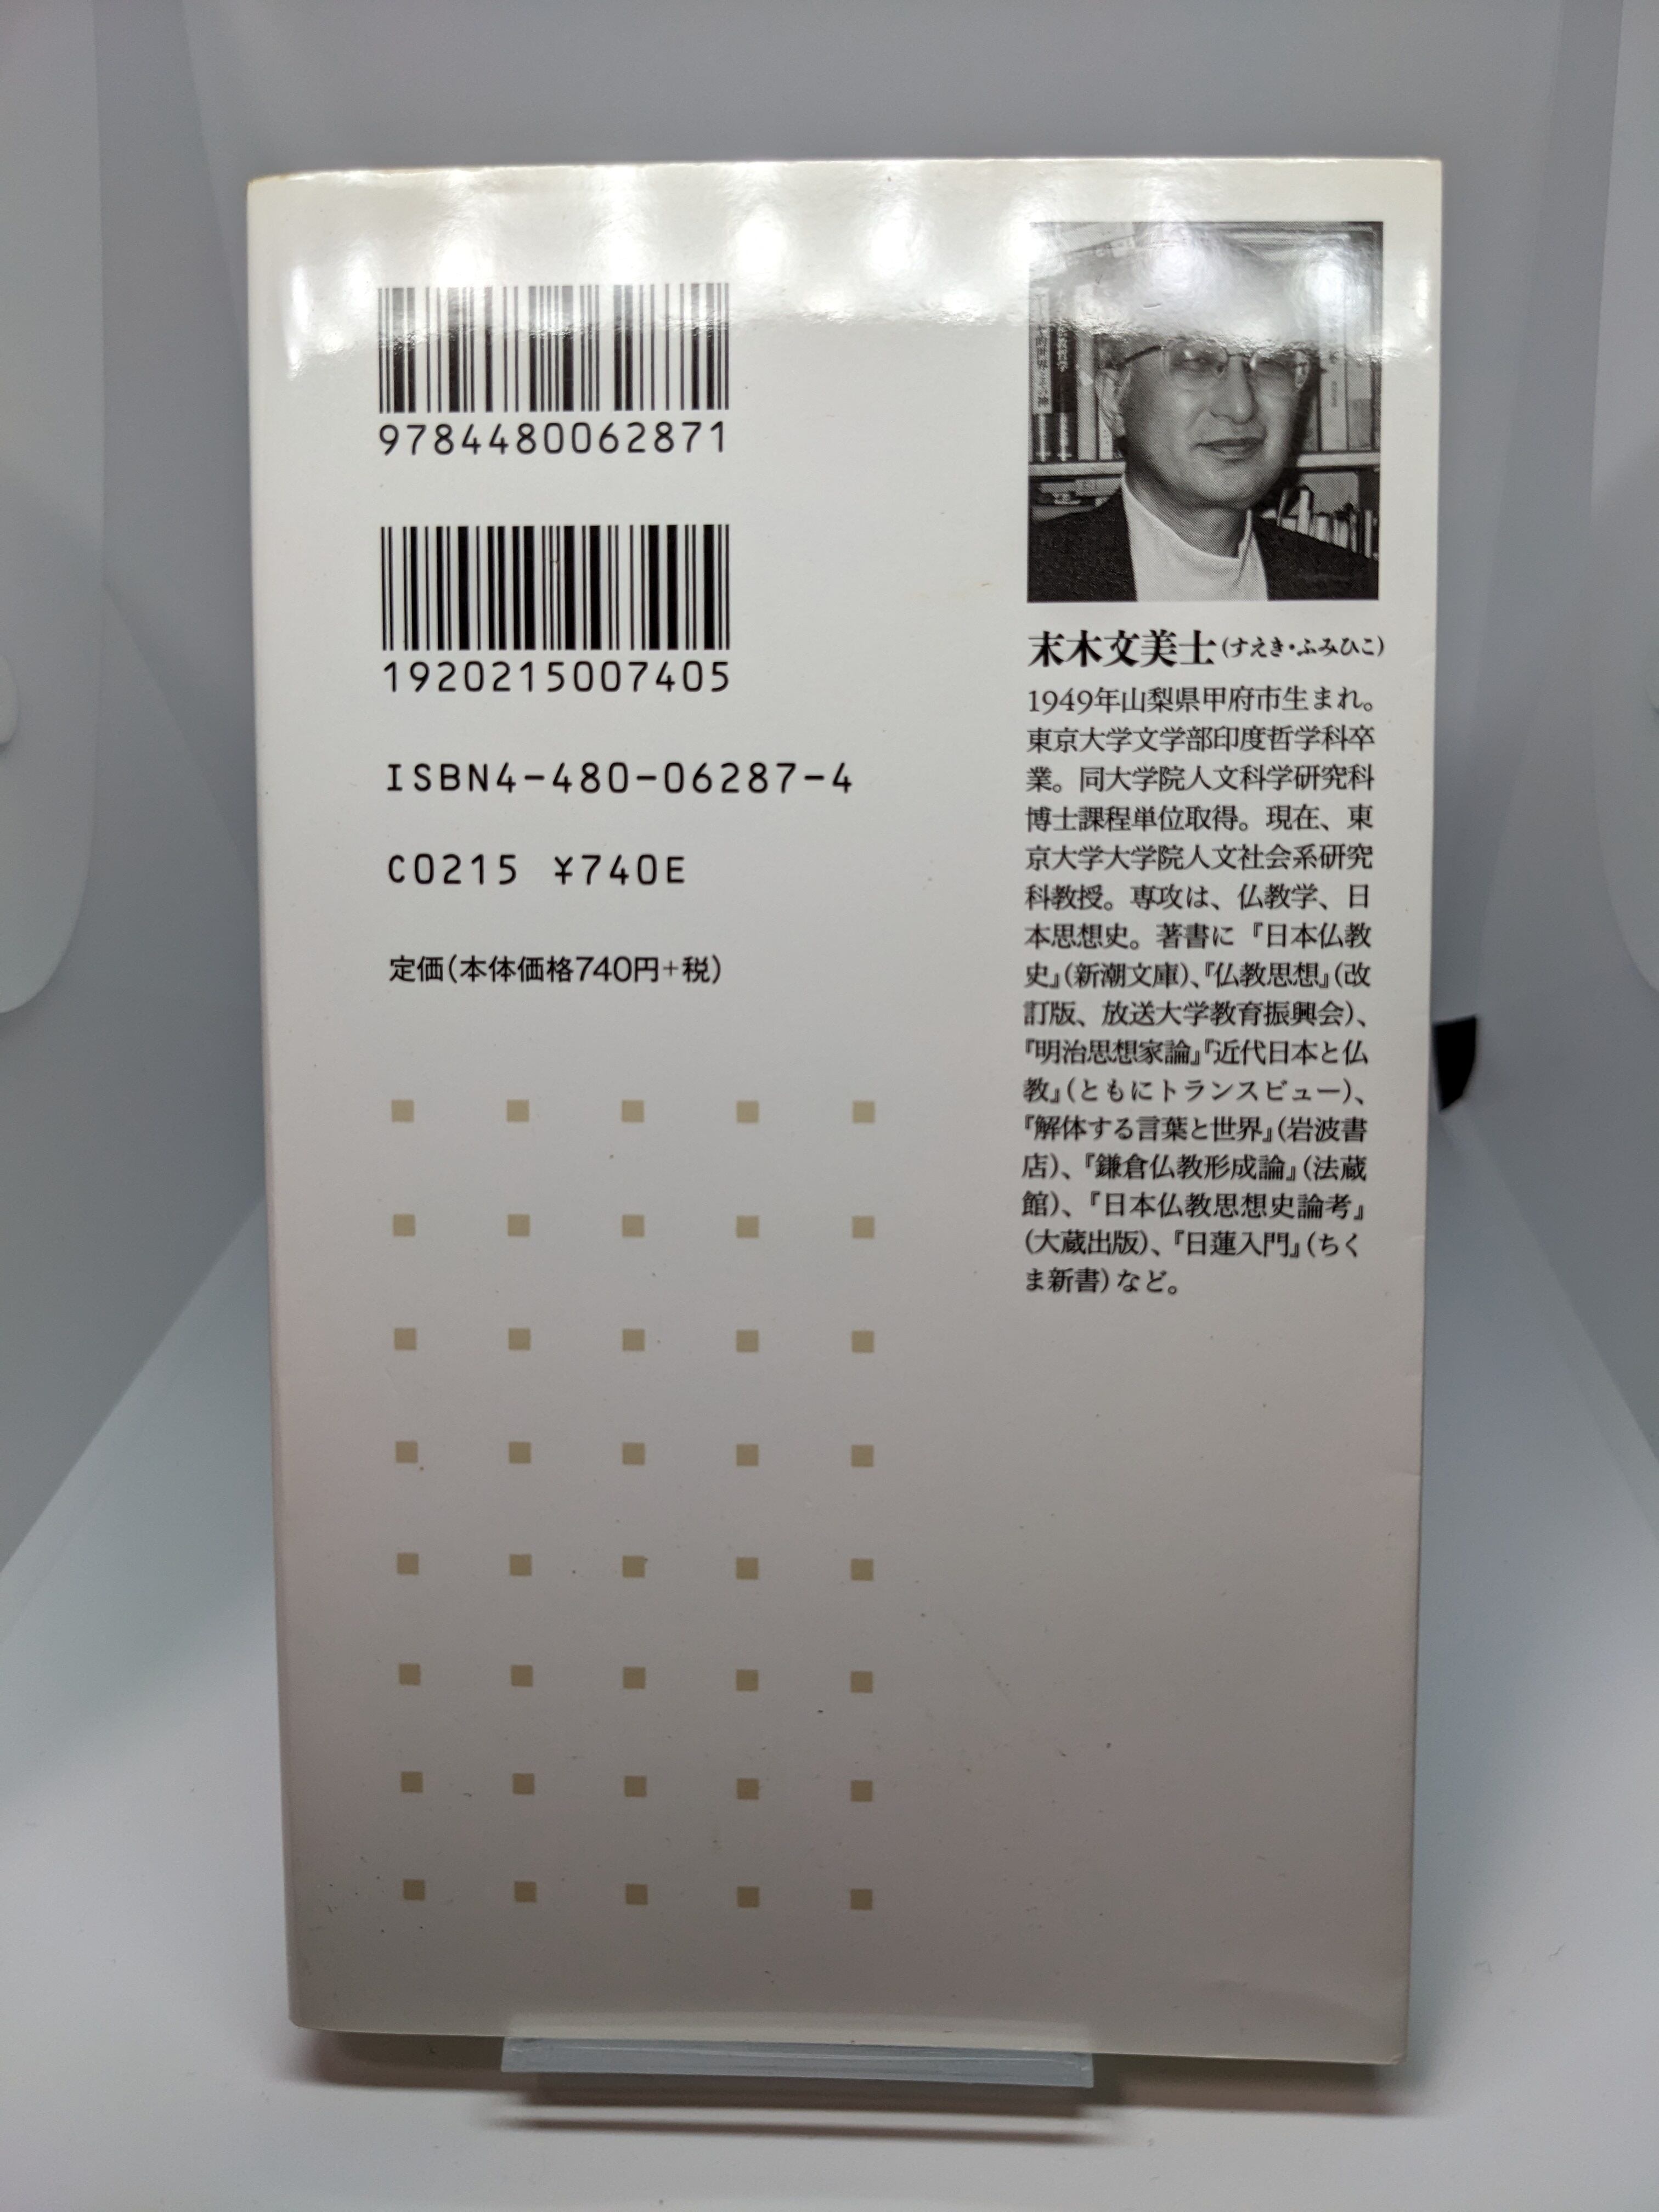 9784480062871
1920215007405
ISBN4-480-06287-4
C0215 ¥740E
定価(本体価格740円+税)
末木文美士(すえき・ふみひこ)
1949年山梨県甲府市生まれ。
東京大学文学部印度哲学科卒
業。同大学院人文科学研究科
博士課程単位取得。現在、東
京大学大学院人文社会系研究
科教授。専攻は、仏教学、日
本思想史。著書に『日本仏教
史』(新潮文庫)、『仏教思想』(改
訂版、放送大学教育振興会)、
『明治思想家論』『近代日本と仏
教』(ともにトランスビュー)、
『解体する言葉と世界』(岩波書
店)、『鎌倉仏教形成論』(法蔵
館)、『日本仏教思想史論考』
(大蔵出版)、『日蓮入門』(ちく
ま新書)など。